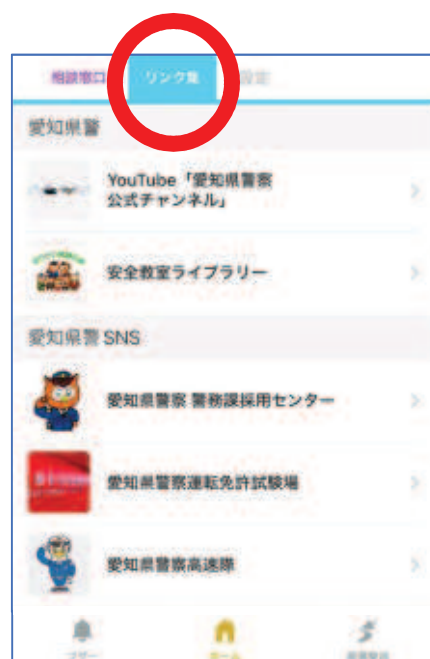 相談窓口 リンク集 設定
愛知県警
YouTube「愛知県警察
公式チャンネル」
安全教室ライブラリー
愛知県警 SNS
愛知県警察 警務課採用センター
愛知県警察運転免許試験場
愛知県警察高速隊
ブザー ホーム